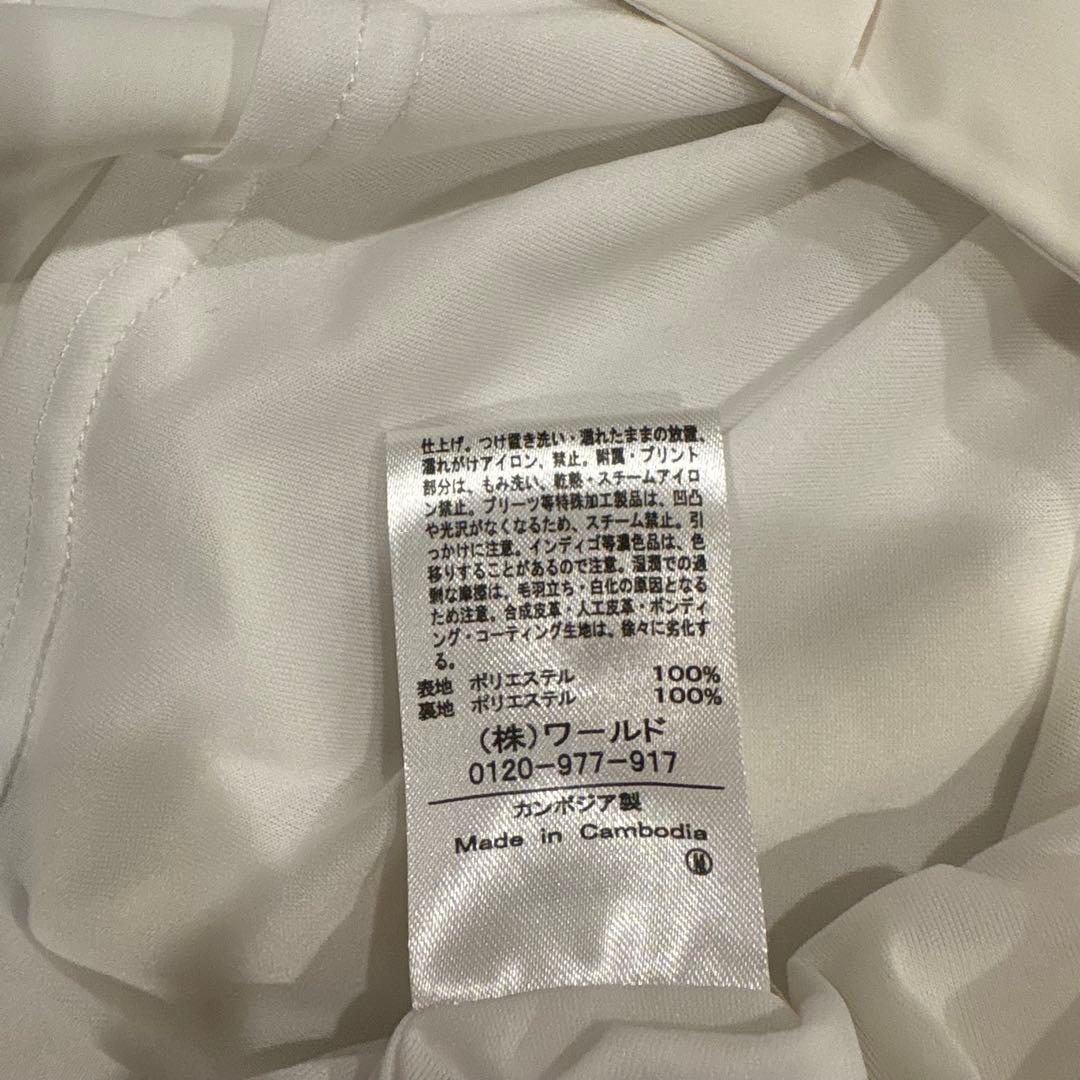 仕上げ。つけ置き洗い・濡れたままの放置、
濡れがけアイロン、禁止。附属・プリント
部分は、もみ洗い、乾熱・スチームアイロ
ン禁止。プリーツ等特殊加工製品は、凹凸
や光沢がなくなるため、スチーム禁止。引
っかけに注意。インディゴ等濃色品は、色
移りすることがあるので注意。湿潤での過
剰な摩擦は、毛羽立ち・白化の原因となる
ため注意。合成皮革・人工皮革・ボンディ
ング・コーティング生地は、徐々に劣化す
る。
表地 ポリエステル 100%
裏地 ポリエステル 100%
(株)ワールド
0120-977-917
カンボジア製
Made in Cambodia